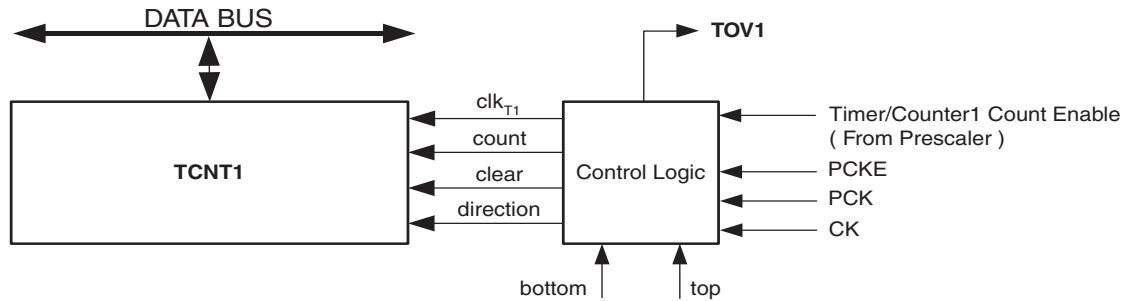 DATA BUS
TOV1
clkT1
count
clear
direction
TCNT1
Control Logic
Timer/Counter1 Count Enable
( From Prescaler )
PCKE
PCK
CK
bottom
top